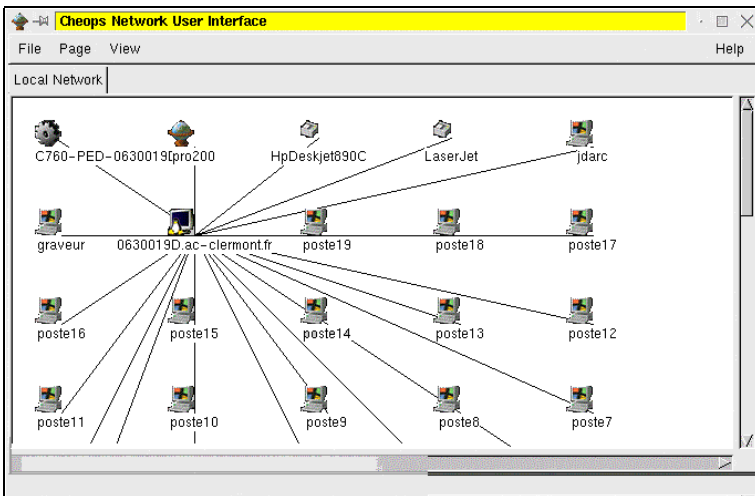 Cheops Network User Interface
File Page View Help
Local Network
C760-PED-0630019D pro200 HpDeskjet890C LaserJet jdarc
graveur 0630019D.ac-clermont.fr poste19 poste18 poste17
poste16 poste15 poste14 poste13 poste12
poste11 poste10 poste9 poste8 poste7